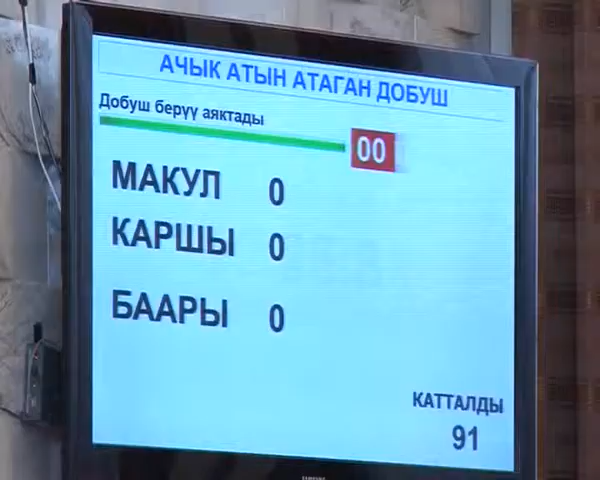 АЧЫК АТЫН АТАГАН ДОБУШ
Добуш берүү аяктады
00
МАКУЛ 0
КАРШЫ 0
БААРЫ 0
КАТТАЛДЫ
91